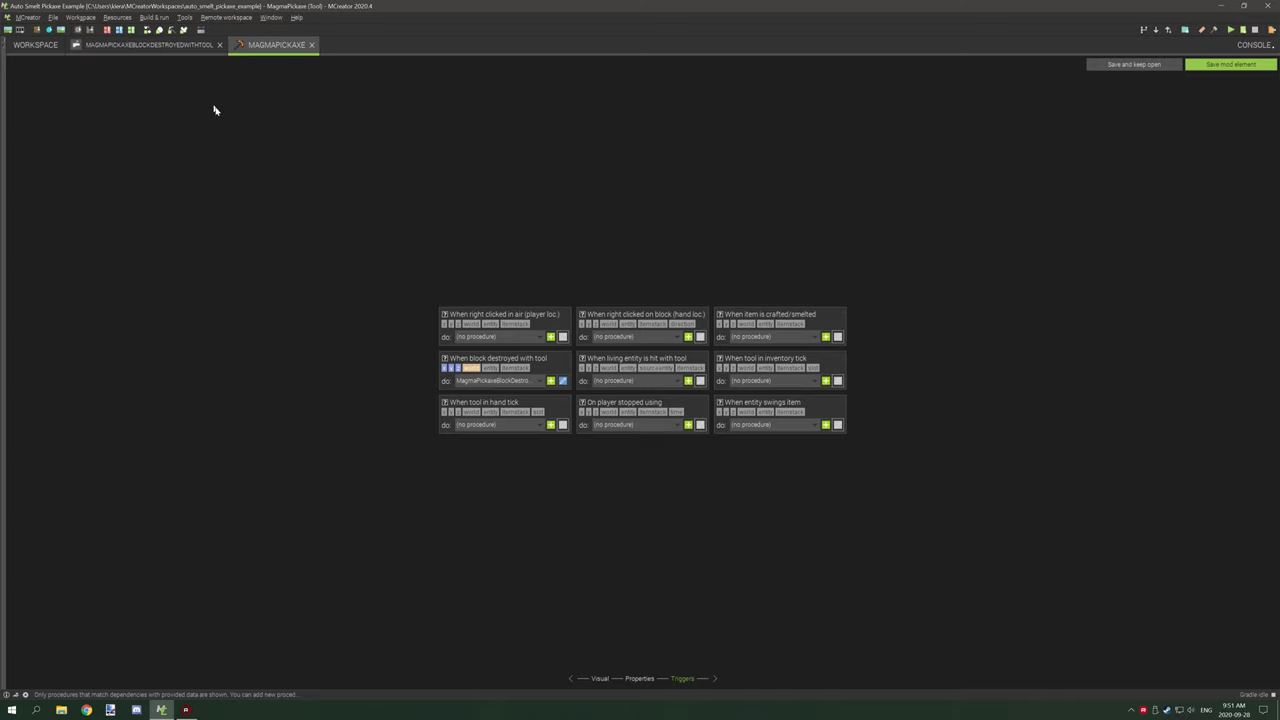 Auto Smelt Pickaxe Example [C:\Users\kiera\MCreatorWorkspaces\auto_smelt_pickaxe_example] - MagmaPickaxe (Tool) - MCreator 2020.4
MCreator File Workspace Resources Build & run Tools Remote workspace Window Help
WORKSPACE MAGMAPICKAXEBLOCKDESTROYEDWITHTOOL MAGMAPICKAXE CONSOLE
Save and keep open Save mod element
When right clicked in air (player loc.) When right clicked on block (hand loc.) When item is crafted/smelted
x y z world entity itemstack x y z world entity itemstack direction x y z world entity itemstack
do: (no procedure) do: (no procedure) do: (no procedure)
When block destroyed with tool When living entity is hit with tool When tool in inventory tick
x y z world entity itemstack x y z world entity sourceentity itemstack x y z world entity itemstack slot
do: MagmaPickaxeBlockDestro... do: (no procedure) do: (no procedure)
When tool in hand tick On player stopped using When entity swings item
x y z world entity itemstack slot x y z world entity itemstack time x y z world entity itemstack
do: (no procedure) do: (no procedure) do: (no procedure)
Visual Properties Triggers
Only procedures that match dependencies with provided data are shown. You can add new proced... Gradle idle
ENG 9:51 AM
2020-09-28